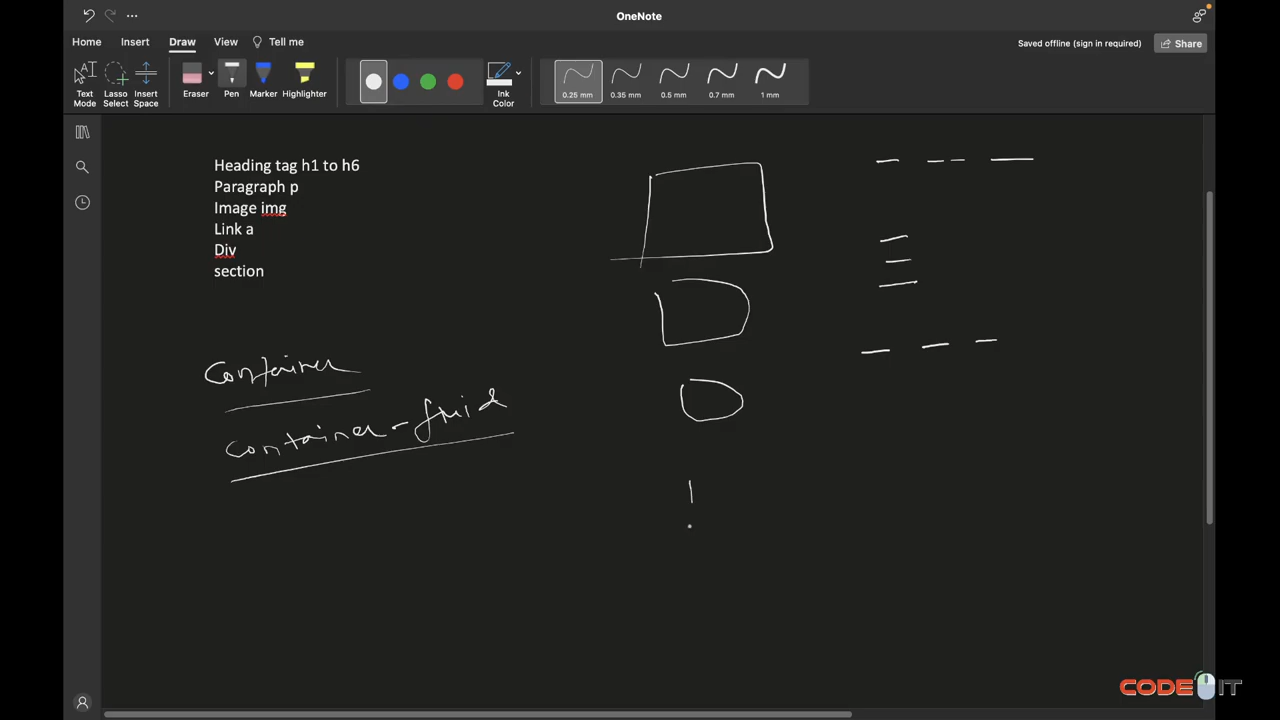 OneNote
Home Insert Draw View Tell me
Saved offline (sign in required) Share
Text Mode
Lasso Select
Insert Space
Eraser
Pen
Marker
Highlighter
Ink Color
0.25 mm 0.35 mm 0.5 mm 0.7 mm 1 mm
Heading tag h1 to h6
Paragraph p
Image img
Link a
Div
section
Container
container-fluid
CODE IT